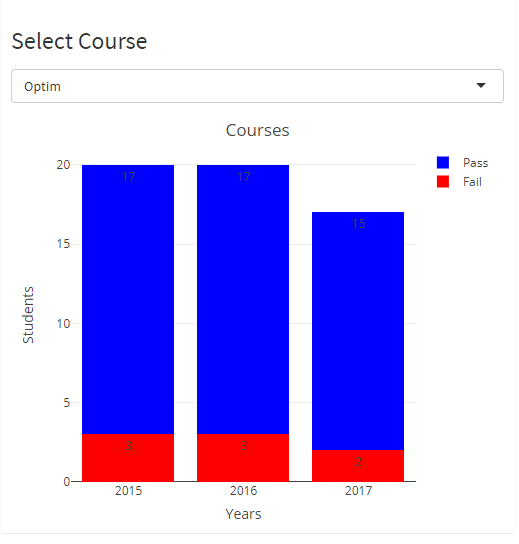 Select Course
Optim
Courses
Pass
Fail
20
15
10
5
0
17
17
15
3
3
2
2015
2016
2017
Students
Years